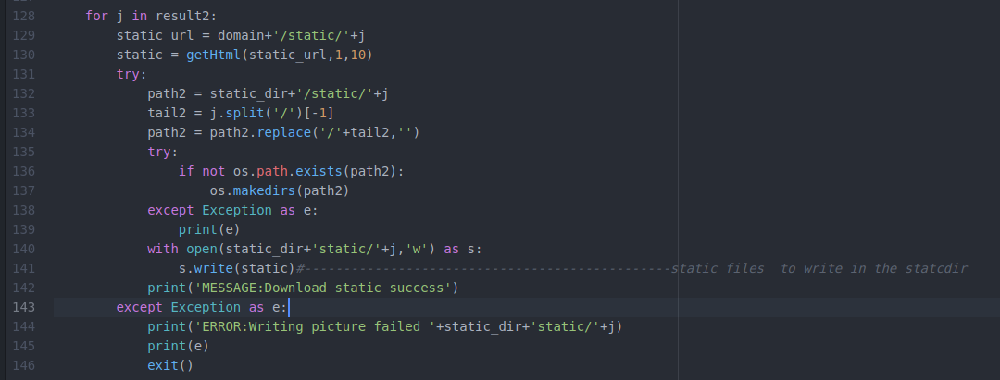 128 for j in result2:
129 static_url = domain+'/static/'+j
130 static = getHtml(static_url,1,10)
131 try:
132 path2 = static_dir+'/static/'+j
133 tail2 = j.split('/')[-1]
134 path2 = path2.replace('/'+tail2,'')
135 try:
136 if not os.path.exists(path2):
137 os.makedirs(path2)
138 except Exception as e:
139 print(e)
140 with open(static_dir+'static/'+j,'w') as s:
141 s.write(static)#-----------------------------------------------static files  to write in the statcdir
142 print('MESSAGE:Download static success')
143 except Exception as e:
144 print('ERROR:Writing picture failed '+static_dir+'static/'+j)
145 print(e)
146 exit()